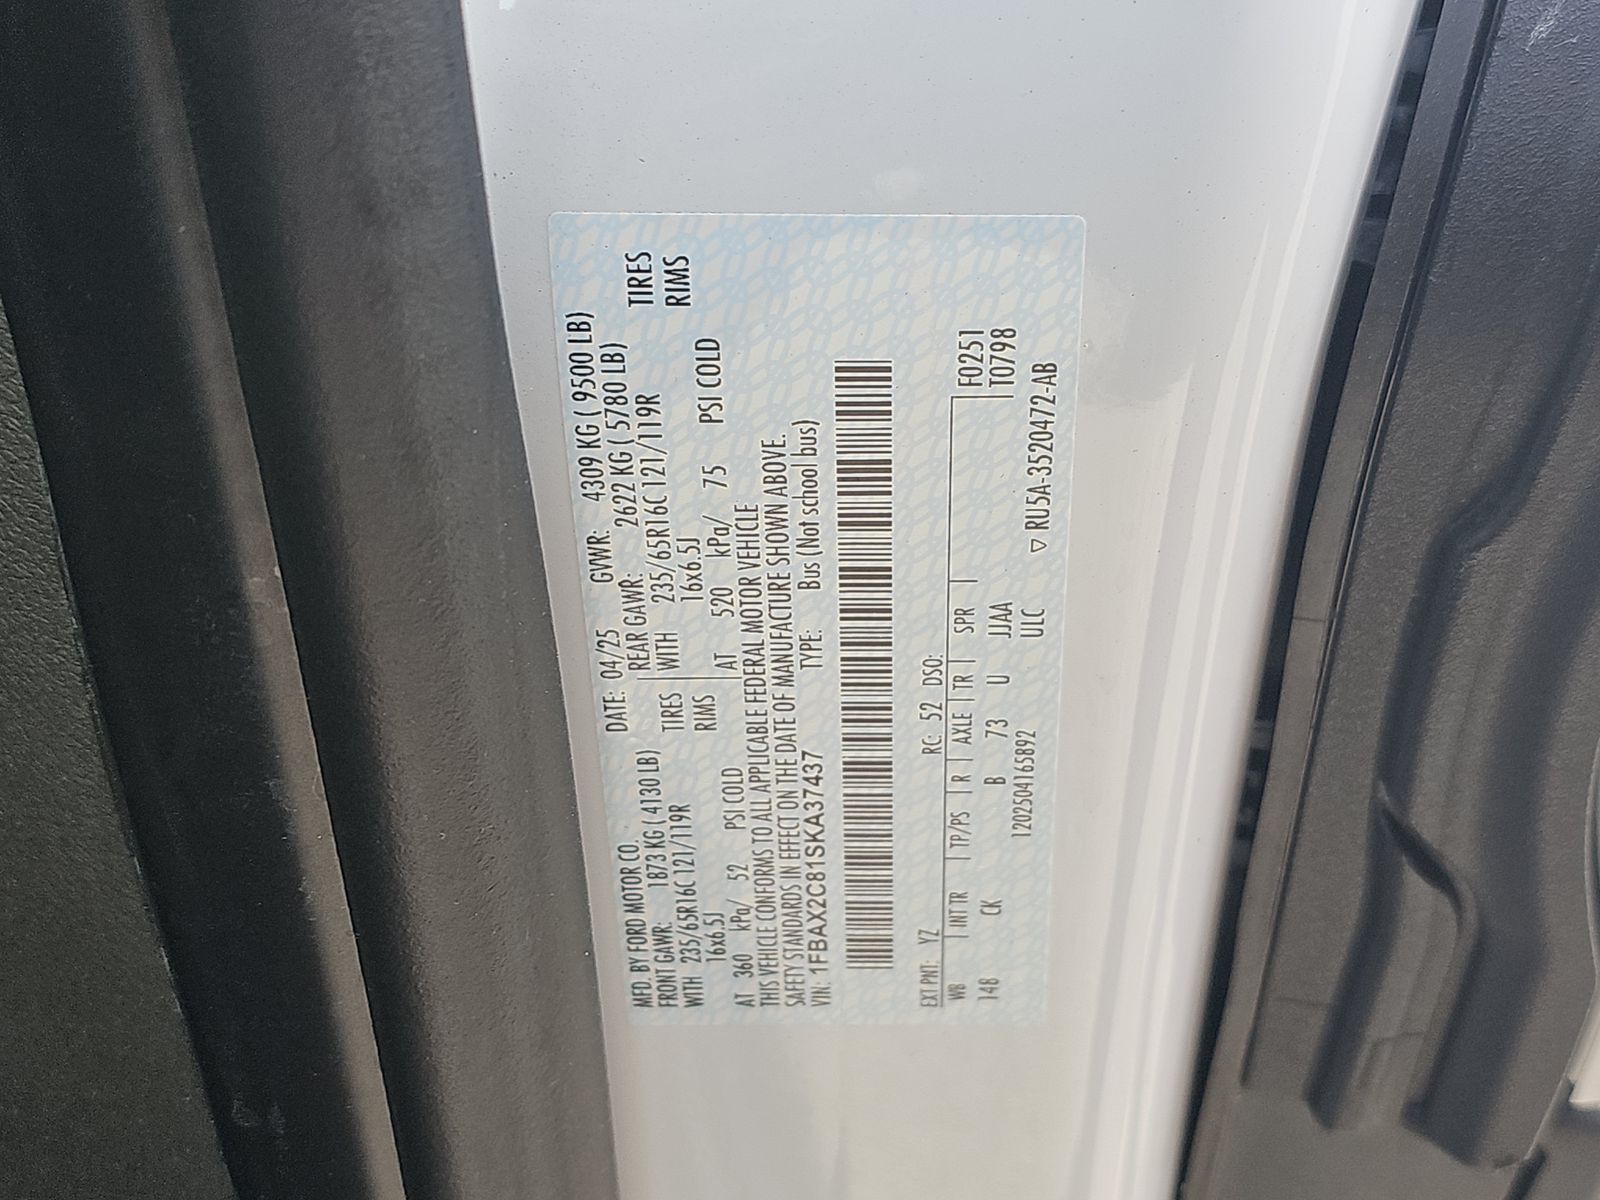 MFD. BY FORD MOTOR CO.
DATE: 04/25 GVWR: 4309 KG ( 9500 LB)
FRONT GAWR: 1873 KG ( 4130 LB) REAR GAWR: 2622 KG ( 5780 LB)
WITH 235/65R16C 121/119R TIRES WITH 235/65R16C 121/119R TIRES
16x6.5J RIMS 16x6.5J RIMS
AT 360 kPa/ 52 PSI COLD AT 520 kPa/ 75 PSI COLD
THIS VEHICLE CONFORMS TO ALL APPLICABLE FEDERAL MOTOR VEHICLE
SAFETY STANDARDS IN EFFECT ON THE DATE OF MANUFACTURE SHOWN ABOVE.
VIN: 1FBAX2C81SKA37437 TYPE: Bus (Not school bus)
EXT PNT: YZ RC: 52 DSO:
WB INT TR TP/PS R AXLE TR SPR F0251
148 CK B 73 U JJAA T0798
1202504165892 ULC
▽ RU5A-3520472-AB